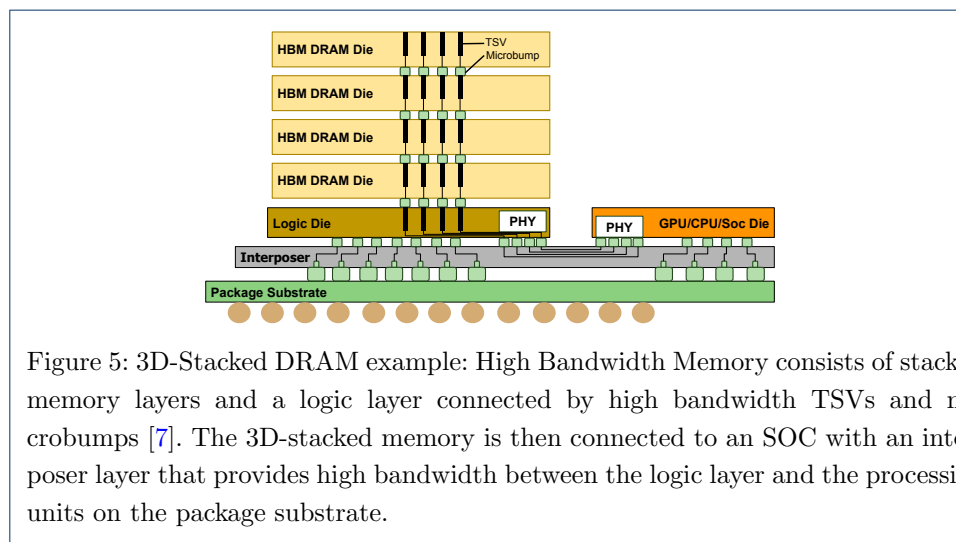 HBM DRAM Die
TSV
Microbump
HBM DRAM Die
HBM DRAM Die
HBM DRAM Die
Logic Die
PHY
PHY
GPU/CPU/Soc Die
Interposer
Package Substrate
Figure 5: 3D-Stacked DRAM example: High Bandwidth Memory consists of stack
memory layers and a logic layer connected by high bandwidth TSVs and m
crobumps [7]. The 3D-stacked memory is then connected to an SOC with an inte
poser layer that provides high bandwidth between the logic layer and the processi
units on the package substrate.